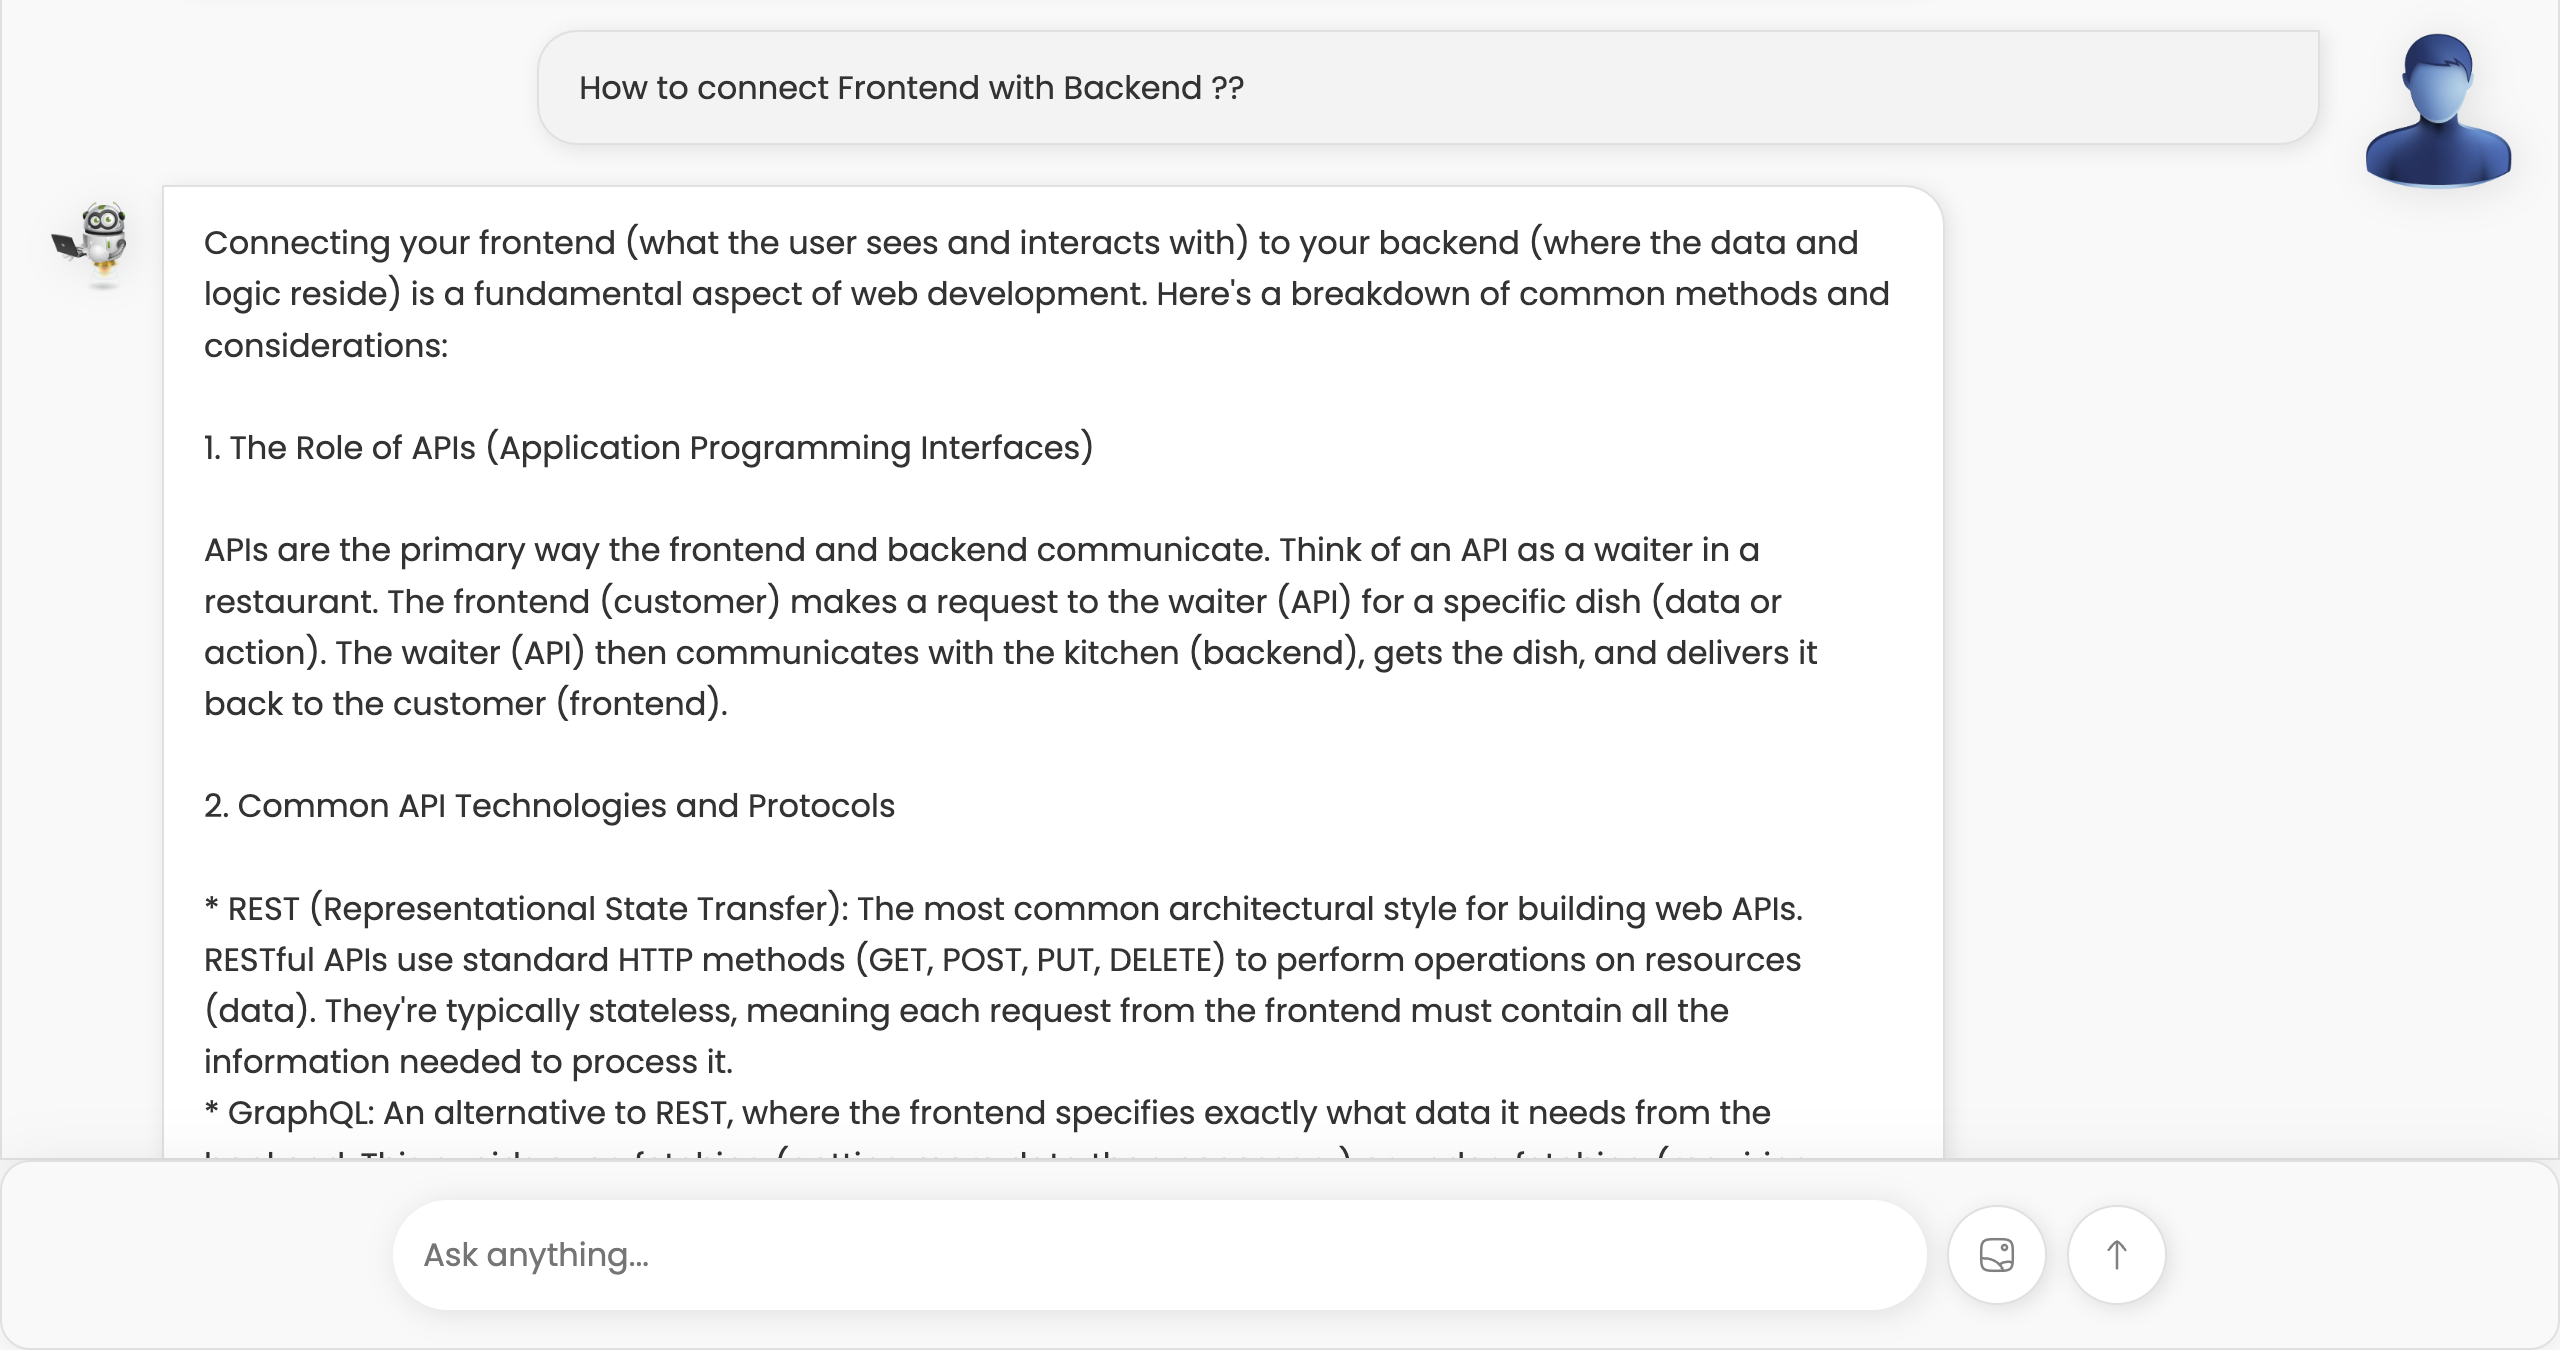 How to connect Frontend with Backend ??
Connecting your frontend (what the user sees and interacts with) to your backend (where the data and
logic reside) is a fundamental aspect of web development. Here's a breakdown of common methods and
considerations:
1. The Role of APIs (Application Programming Interfaces)
APIs are the primary way the frontend and backend communicate. Think of an API as a waiter in a
restaurant. The frontend (customer) makes a request to the waiter (API) for a specific dish (data or
action). The waiter (API) then communicates with the kitchen (backend), gets the dish, and delivers it
back to the customer (frontend).
2. Common API Technologies and Protocols
* REST (Representational State Transfer): The most common architectural style for building web APIs.
RESTful APIs use standard HTTP methods (GET, POST, PUT, DELETE) to perform operations on resources
(data). They're typically stateless, meaning each request from the frontend must contain all the
information needed to process it.
* GraphQL: An alternative to REST, where the frontend specifies exactly what data it needs from the
Ask anything...